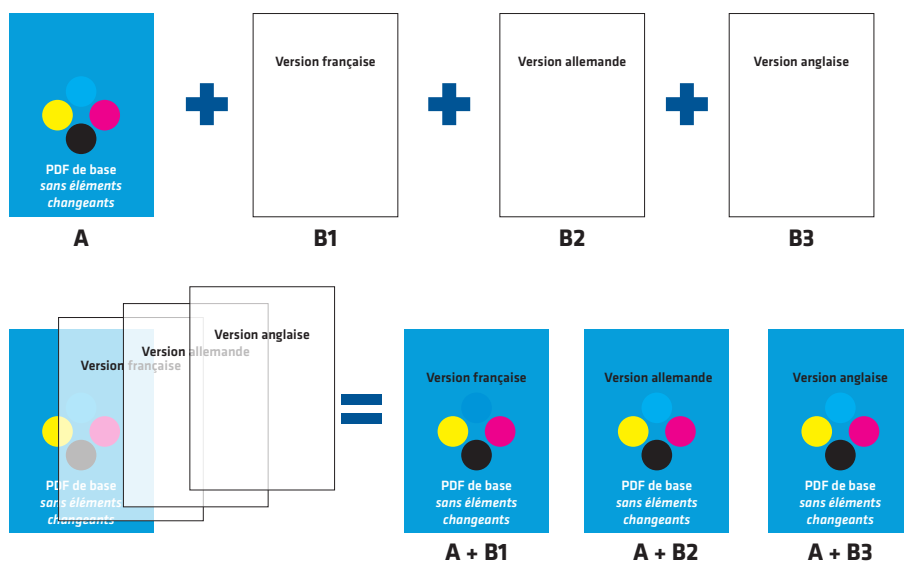 Version française
Version allemande
Version anglaise
PDF de base
sans éléments
changeants
A
B1
B2
B3
Version anglaise
Version allemande
Version française
PDF de base
sans éléments
changeants
Version française
PDF de base
sans éléments
changeants
Version allemande
PDF de base
sans éléments
changeants
Version anglaise
PDF de base
sans éléments
changeants
A + B1
A + B2
A + B3